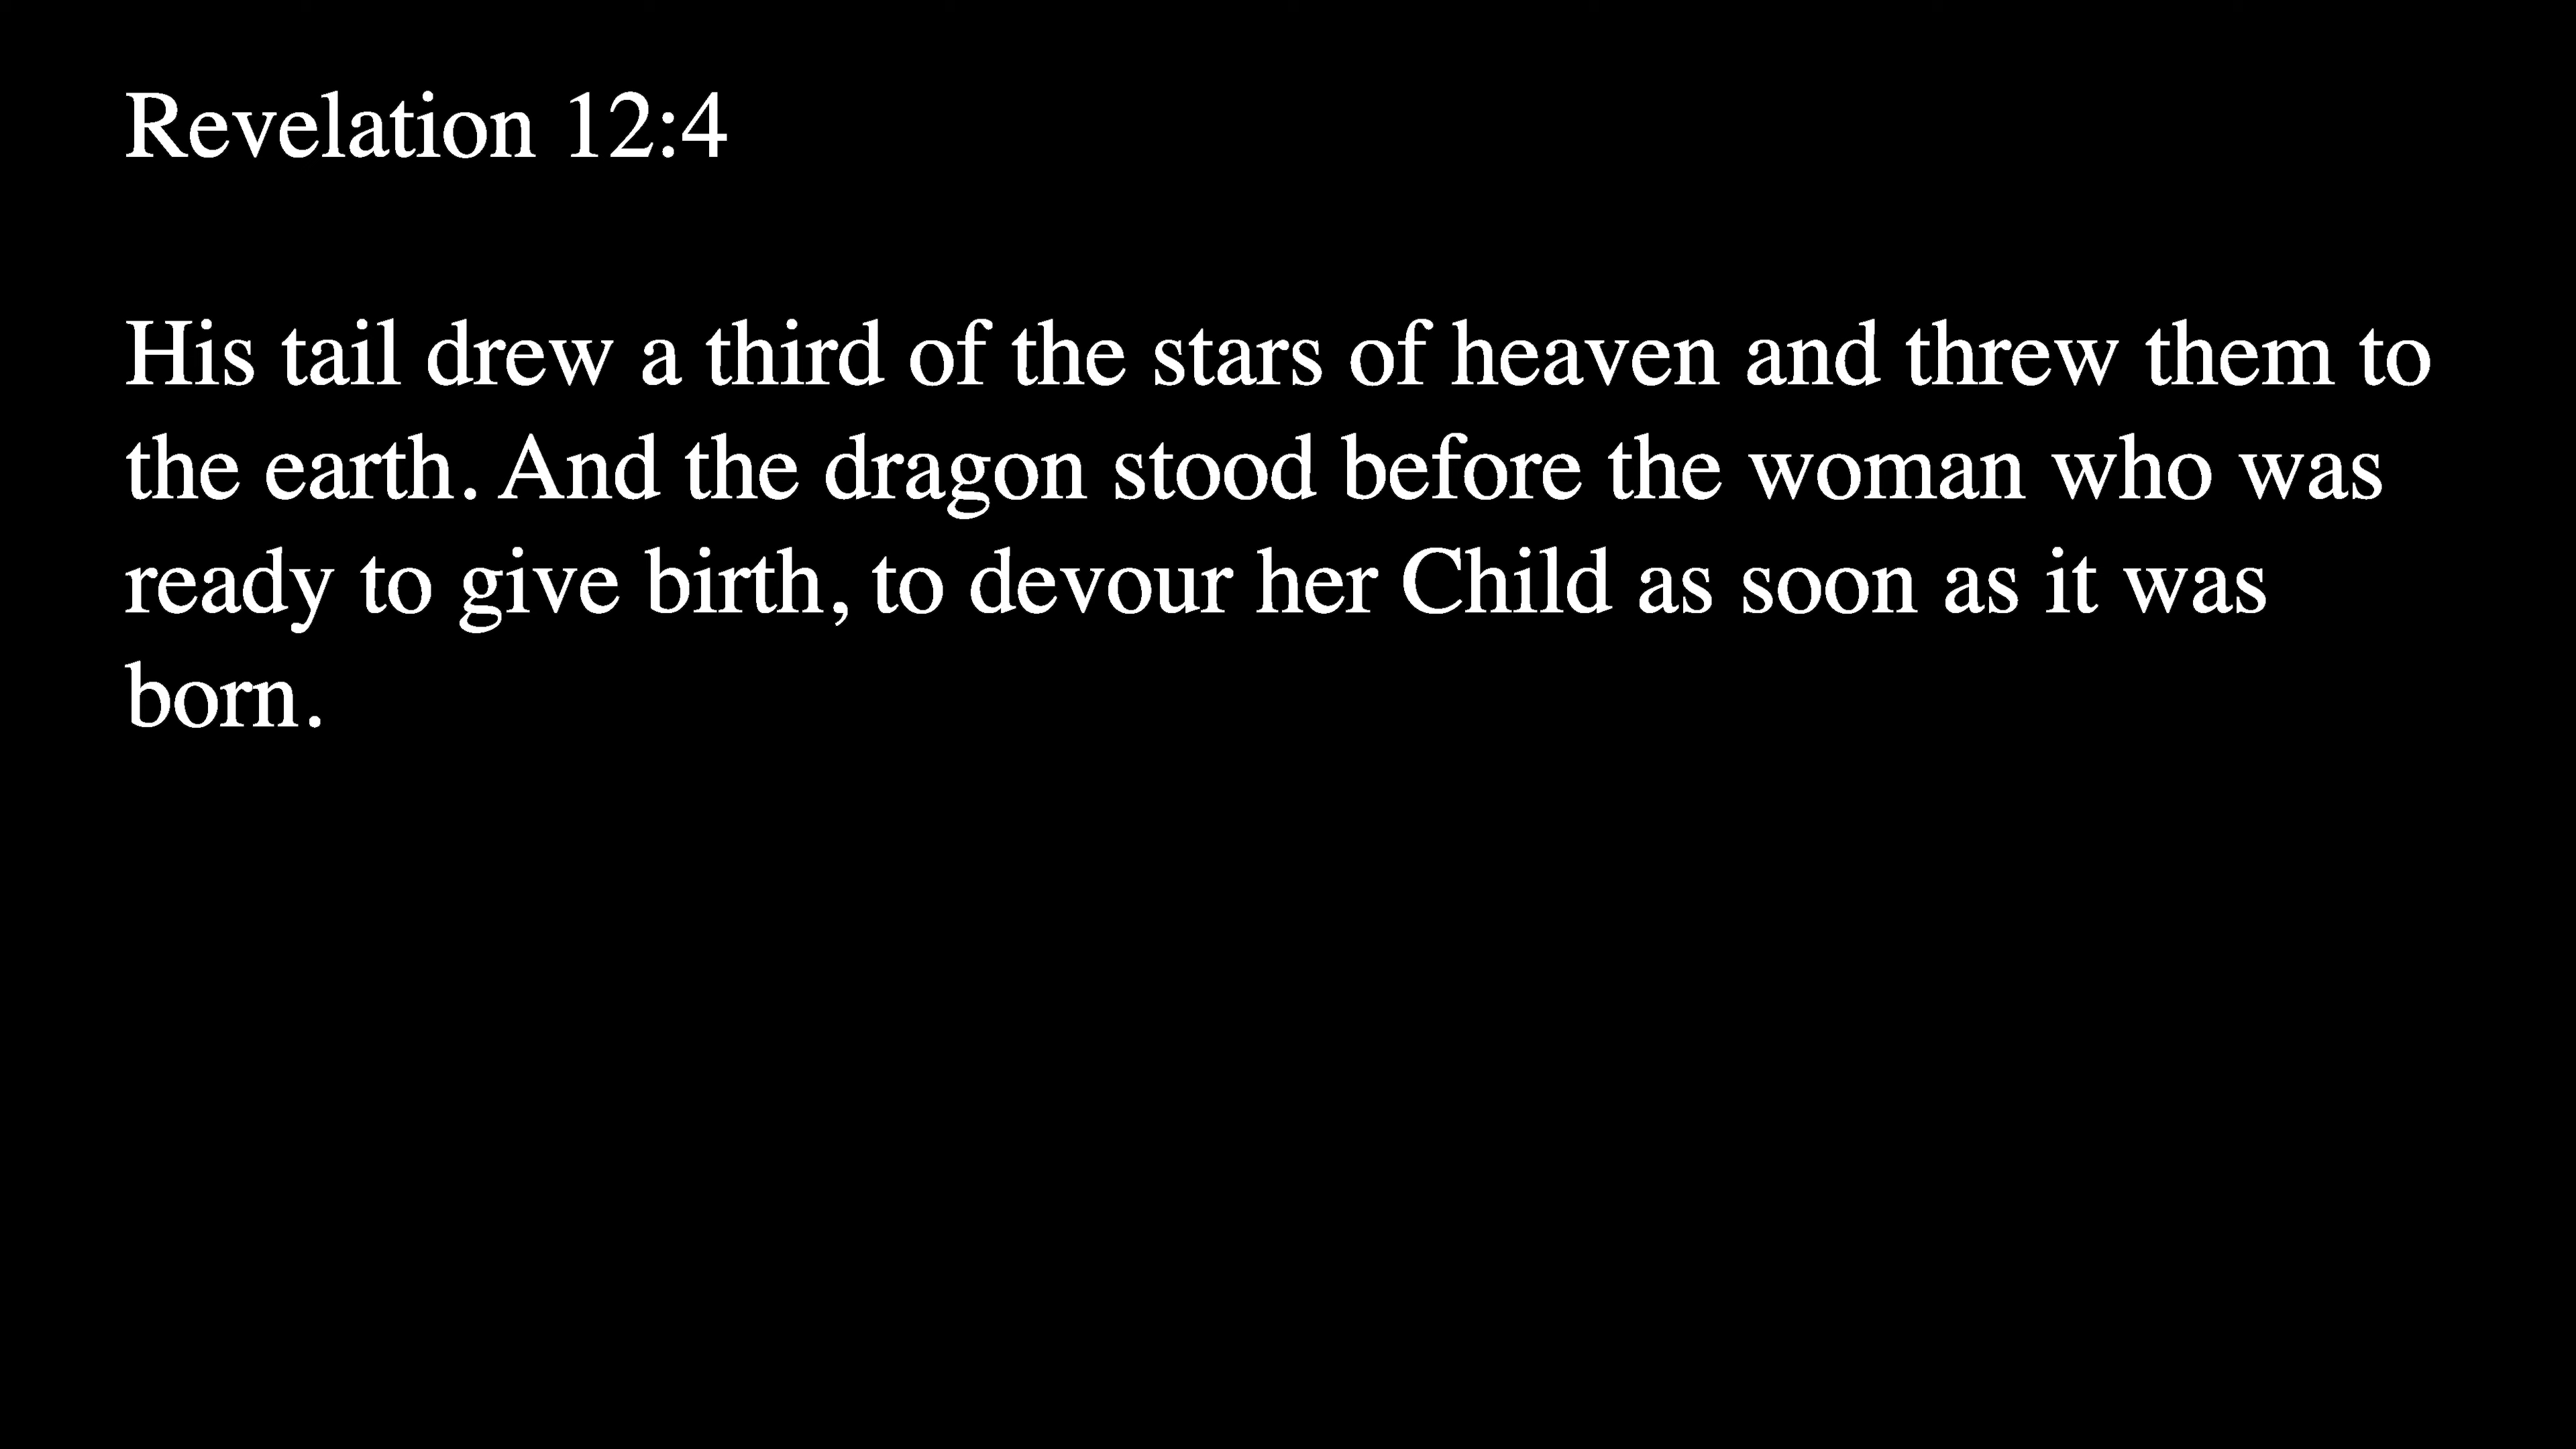 Revelation 12:4
His tail drew a third of the stars of heaven and threw them to
the earth. And the dragon stood before the woman who was
ready to give birth, to devour her Child as soon as it was
born.